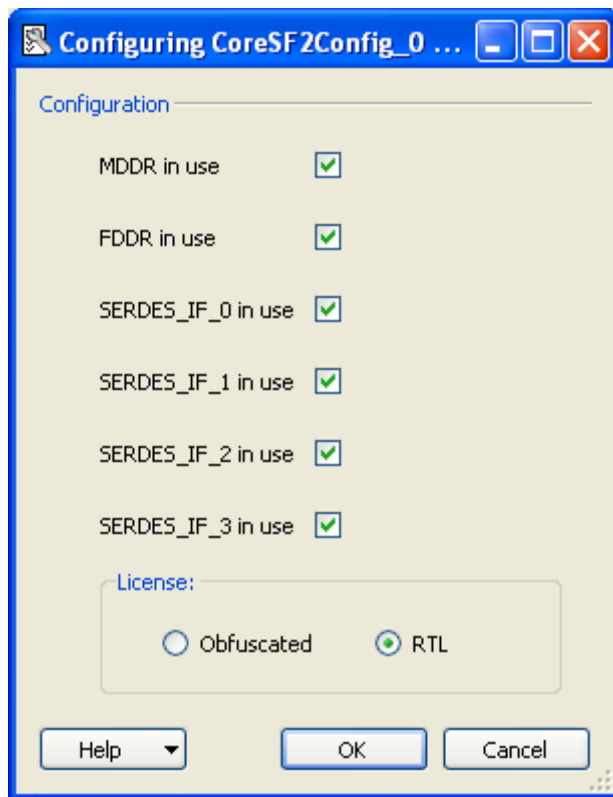 Configuring CoreSF2Config_0 ...
Configuration
MDDR in use
FDDR in use
SERDES_IF_0 in use
SERDES_IF_1 in use
SERDES_IF_2 in use
SERDES_IF_3 in use
License:
Obfuscated RTL
Help OK Cancel